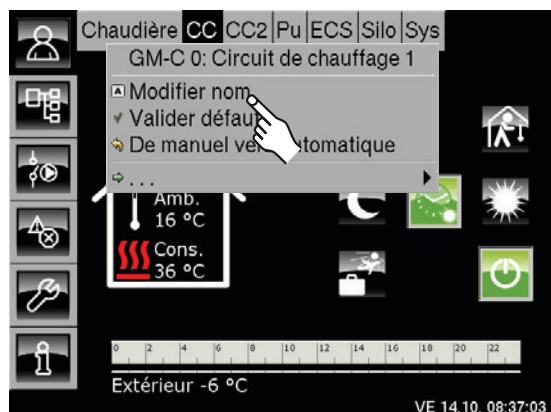 Chaudière CC CC2 Pu ECS Silo Sys
GM-C 0: Circuit de chauffage 1
A Modifier nom
Valider défaut
De manuel vers automatique
...
Amb.
16 °C
Cons.
36 °C
0 2 4 6 8 10 12 14 16 18 20 22
Extérieur -6 °C
VE 14.10. 08:37:03